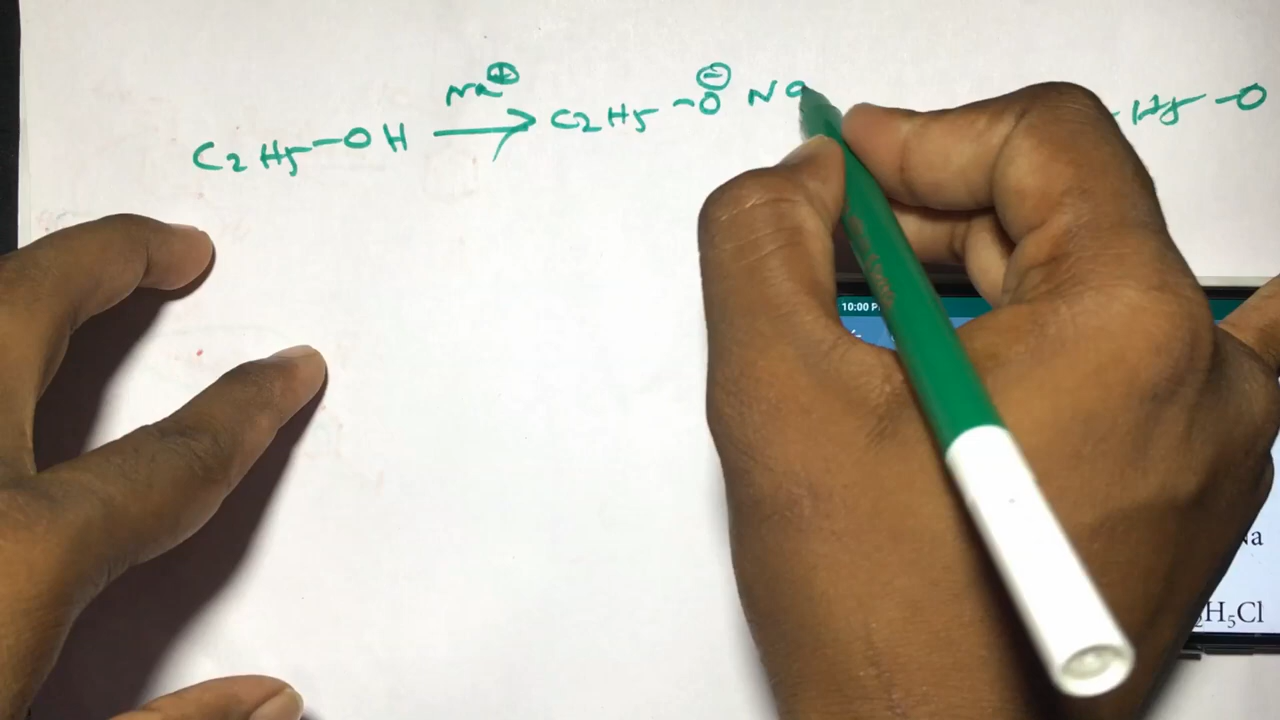 Na⊕
C2H5-OH ⟶ C2H5-O⊖ Na H5-O
10:00 P
Na
H5Cl